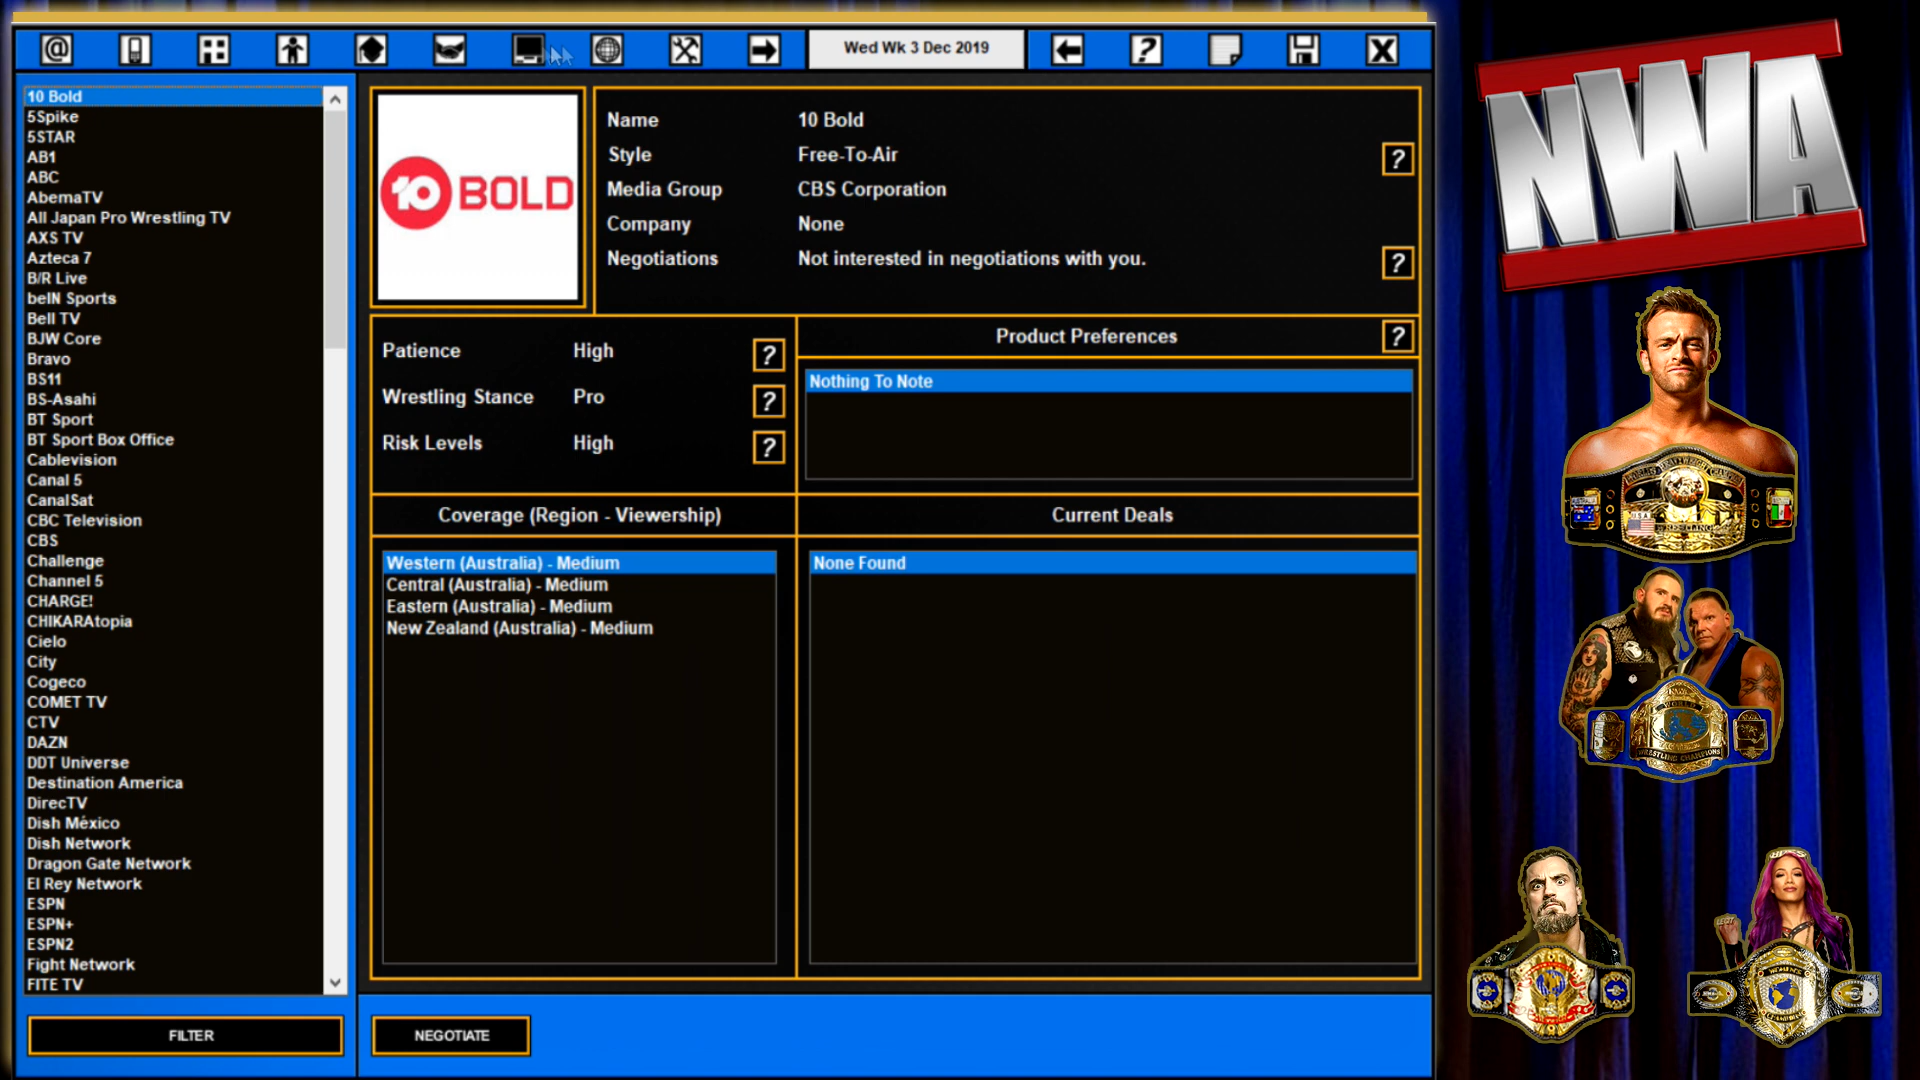 @
Wed Wk 3 Dec 2019
?
X
10 Bold
5Spike
5STAR
AB1
ABC
AbemaTV
All Japan Pro Wrestling TV
AXS TV
Azteca 7
B/R Live
beIN Sports
Bell TV
BJW Core
Bravo
BS11
BS-Asahi
BT Sport
BT Sport Box Office
Cablevision
Canal 5
CanalSat
CBC Television
CBS
Challenge
Channel 5
CHARGE!
CHIKARAtopia
Cielo
City
Cogeco
COMET TV
CTV
DAZN
DDT Universe
Destination America
DirecTV
Dish México
Dish Network
Dragon Gate Network
El Rey Network
ESPN
ESPN+
ESPN2
Fight Network
FITE TV
FILTER
10 BOLD
Name 10 Bold
Style Free-To-Air ?
Media Group CBS Corporation
Company None
Negotiations Not interested in negotiations with you. ?
Patience High ?
Wrestling Stance Pro ?
Risk Levels High ?
Product Preferences ?
Nothing To Note
Coverage (Region - Viewership)
Western (Australia) - Medium
Central (Australia) - Medium
Eastern (Australia) - Medium
New Zealand (Australia) - Medium
Current Deals
None Found
NEGOTIATE
NWA